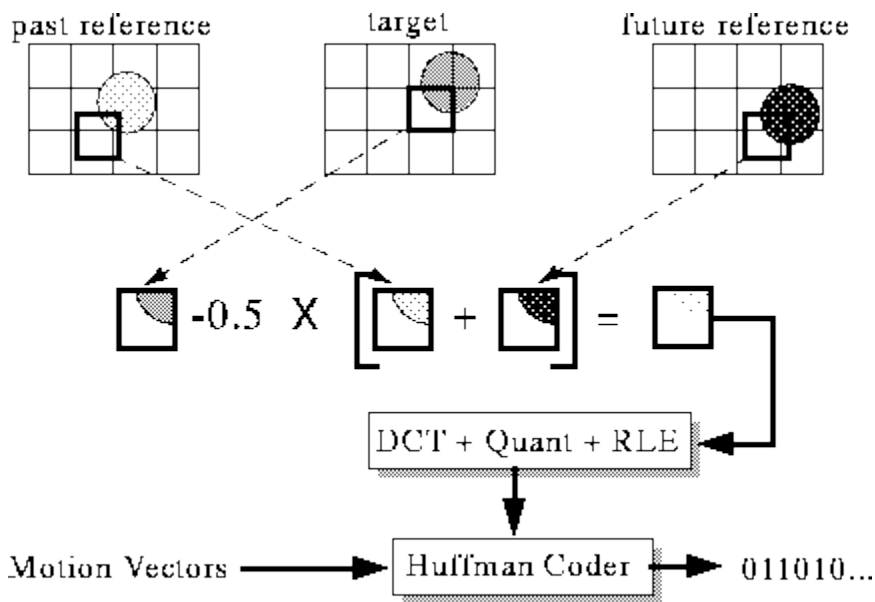 past reference
target
future reference
-0.5 X [ + ] =
DCT + Quant + RLE
Motion Vectors
Huffman Coder
011010...